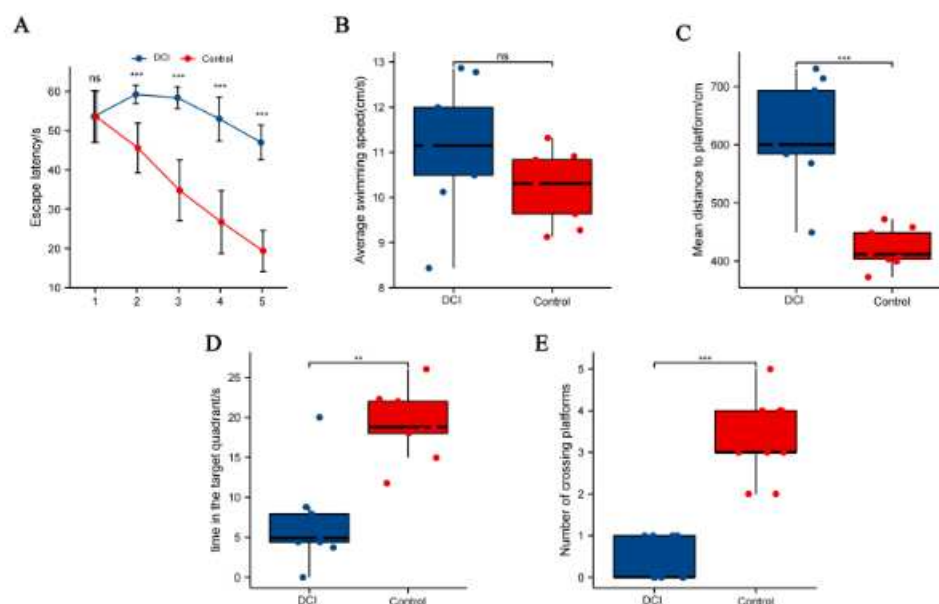 A
DCI
Control
ns
***
***
***
***
Escape latency/s
60
50
40
30
20
10
1
2
3
4
5
B
ns
Average swimming speed(cm/s)
13
12
11
10
9
8
DCI
Control
C
***
Mean distance to platform/cm
700
600
500
400
DCI
Control
D
**
time in the target quadrant/s
25
20
15
10
5
0
DCI
Control
E
***
Number of crossing platforms
5
4
3
2
1
0
DCI
Control